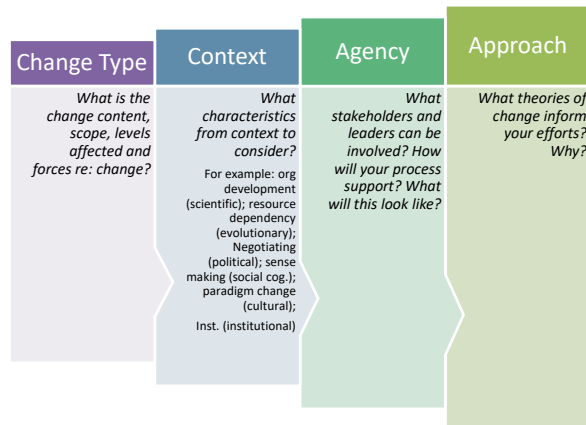 Change Type
What is the
change content,
scope, levels
affected and
forces re: change?
Context
What
characteristics
from context to
consider?
For example: org
development
(scientific); resource
dependency
(evolutionary);
Negotiating
(political); sense
making (social cog.);
paradigm change
(cultural);
Inst. (institutional)
Agency
What
stakeholders and
leaders can be
involved? How
will your process
support? What
will this look like?
Approach
What theories of
change inform
your efforts?
Why?